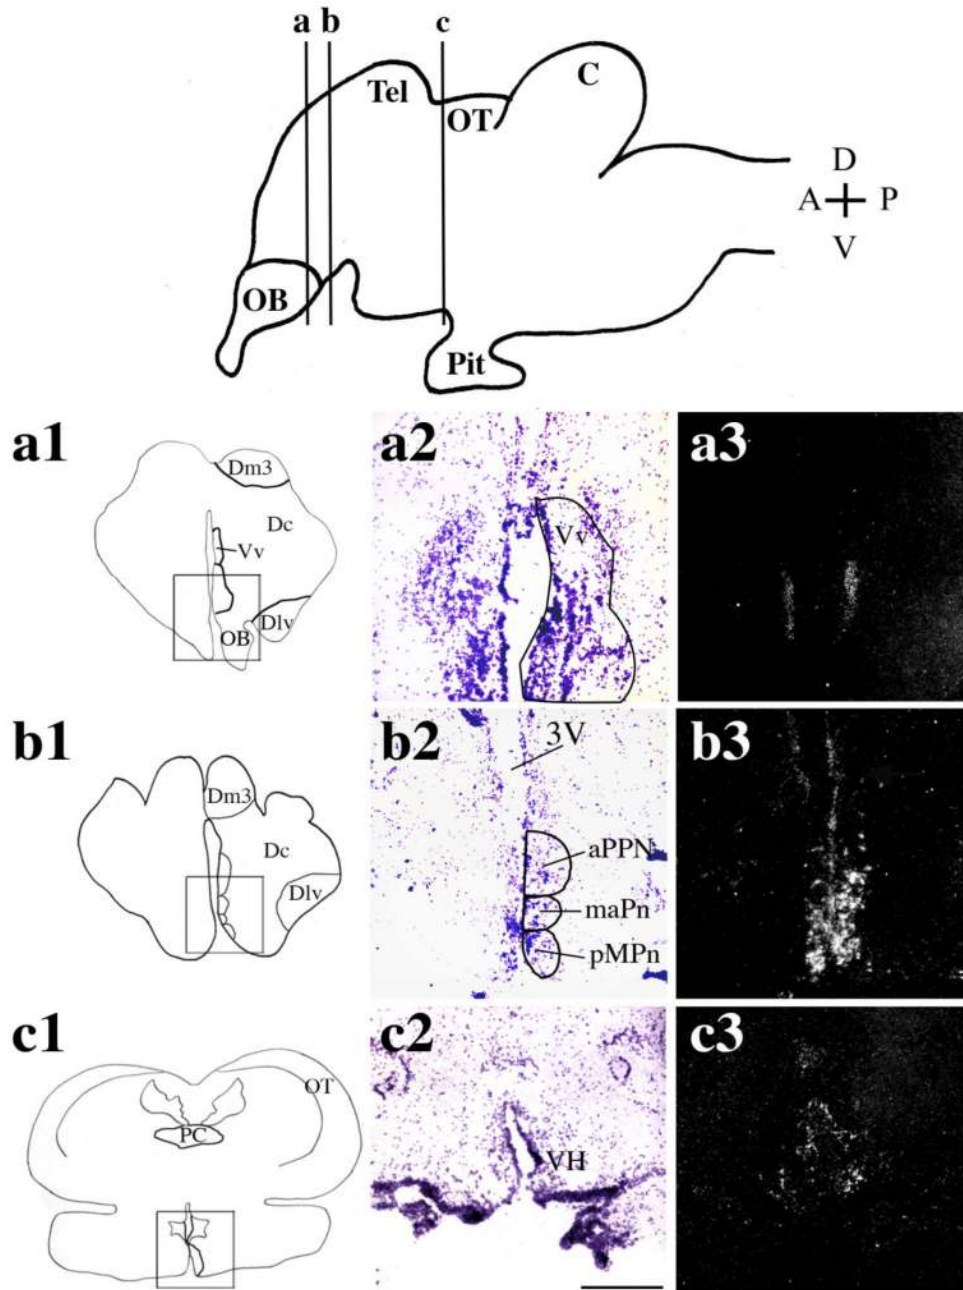 a b c
Tel
C
OT
D
A P
V
OB
Pit
a1 a2 a3
Dm3
Dc
Vv
Vv
OB
Dlv
b1 b2 b3
3V
Dm3
Dc
aPPN
Dlv
maPn
pMPn
c1 c2 c3
OT
PC
VH